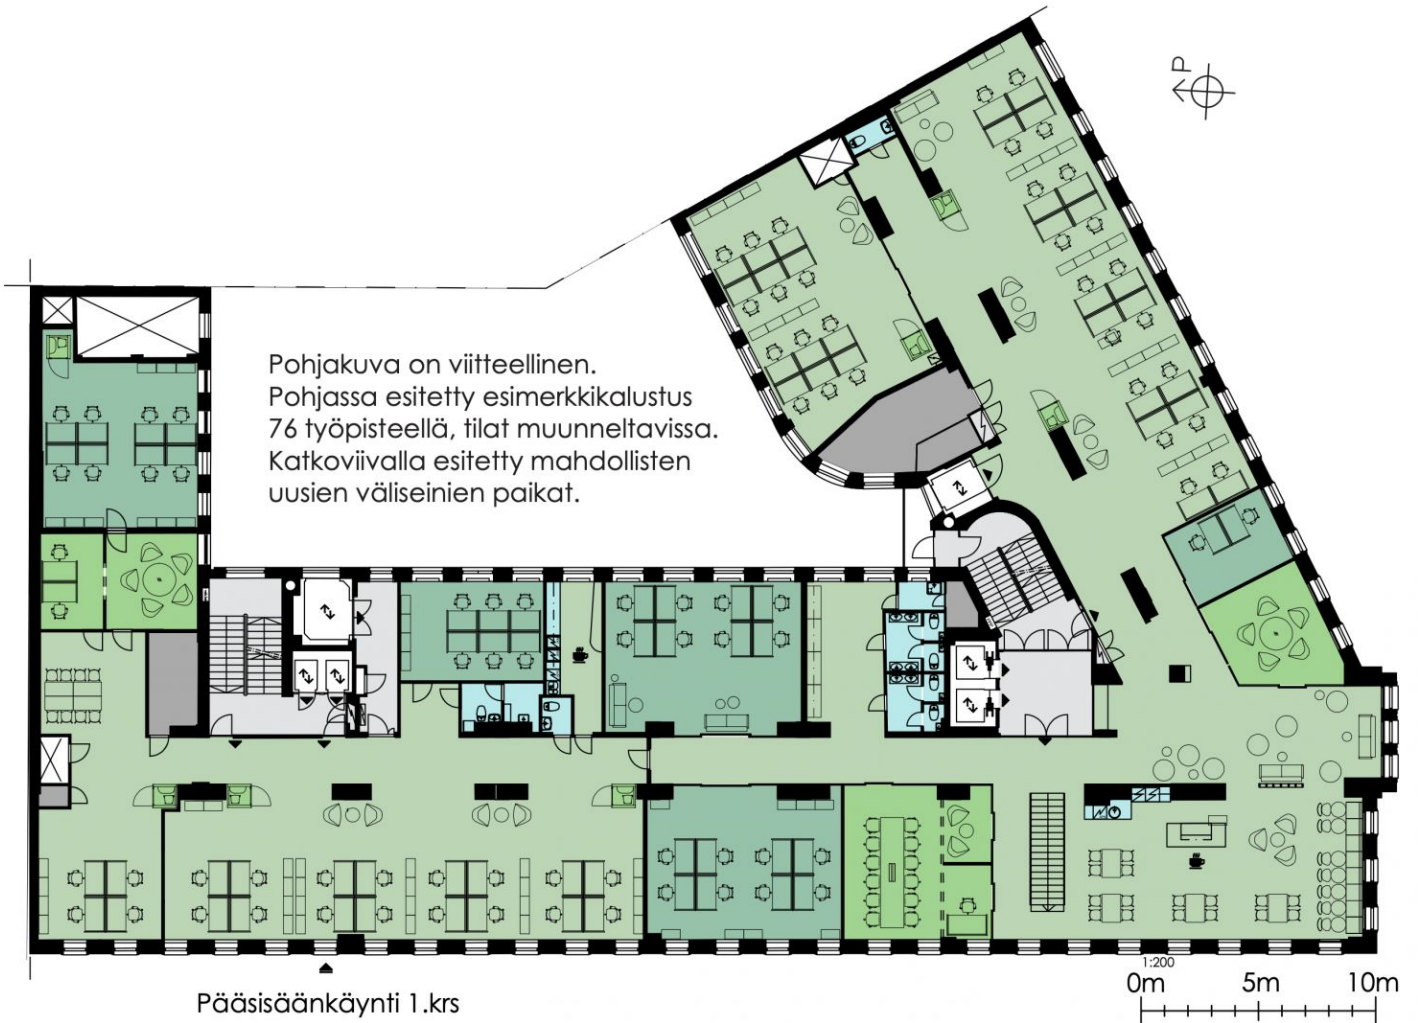 P
Pohjakuva on viitteellinen.
Pohjassa esitetty esimerkkikalustus
76 työpisteellä, tilat muunneltavissa.
Katkoviivalla esitetty mahdollisten
uusien väliseinien paikat.
Pääsisäänkäynti 1.krs
1:200
0m 5m 10m